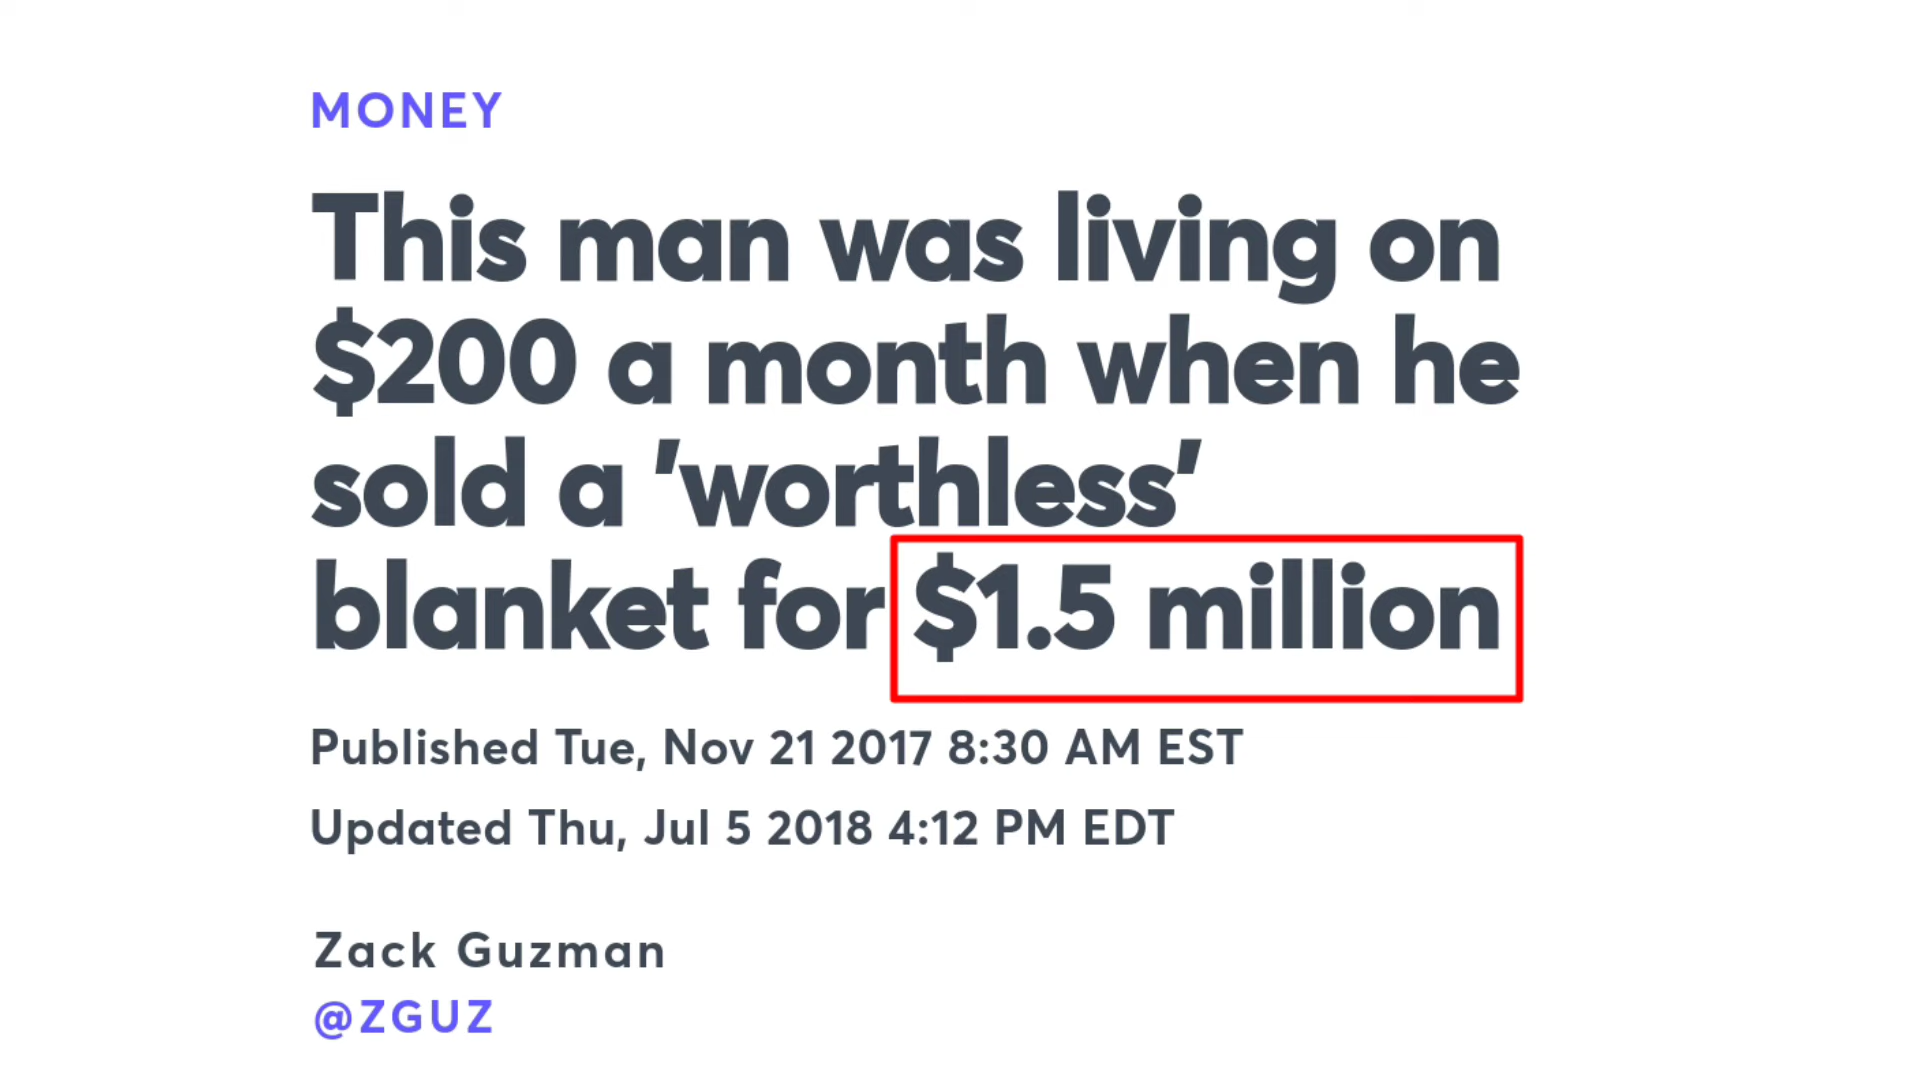 MONEY
This man was living on
$200 a month when he
sold a 'worthless'
blanket for $1.5 million
Published Tue, Nov 21 2017 8:30 AM EST
Updated Thu, Jul 5 2018 4:12 PM EDT
Zack Guzman
@ZGUZ